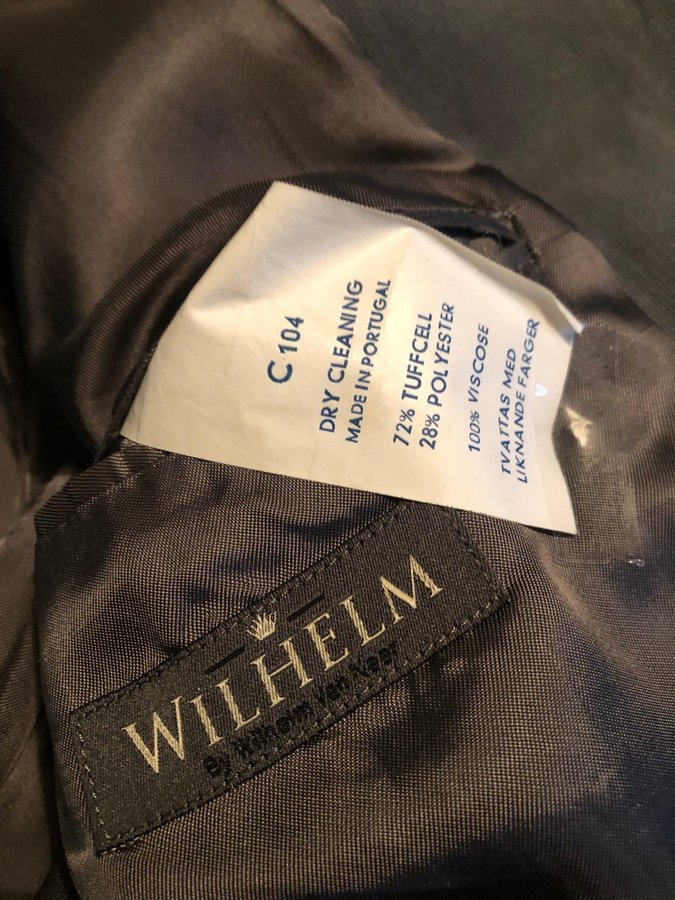 C 104
DRY CLEANING
MADE IN PORTUGAL
72% TUFFCELL
28% POLYESTER
100% VISCOSE
TVATTAS MED
LIKNANDE FARGER
WILHELM
By Wilhelm Van Naar